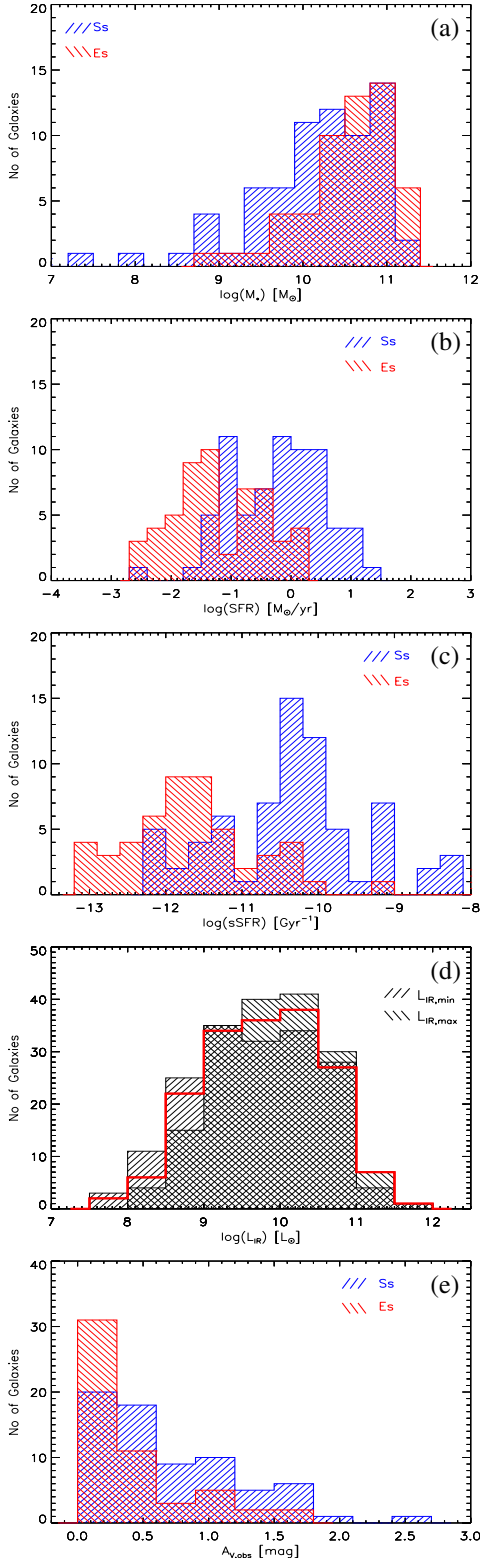 20
15
10
5
0
No of Galaxies
Ss
Es
(a)
7 8 9 10 11 12
log(M⋆) [M⊙]
20
15
10
5
0
No of Galaxies
(b)
Ss
Es
-4 -3 -2 -1 0 1 2 3
log(SFR) [M⊙/yr]
20
15
10
5
0
No of Galaxies
(c)
Ss
Es
-13 -12 -11 -10 -9 -8
log(sSFR) [Gyr⁻¹]
50
40
30
20
10
0
No of Galaxies
(d)
L_IR,min
L_IR,max
7 8 9 10 11 12
log(L_IR) [L⊙]
40
30
20
10
0
No of Galaxies
(e)
Ss
Es
0.0 0.5 1.0 1.5 2.0 2.5 3.0
A_V,obs [mag]